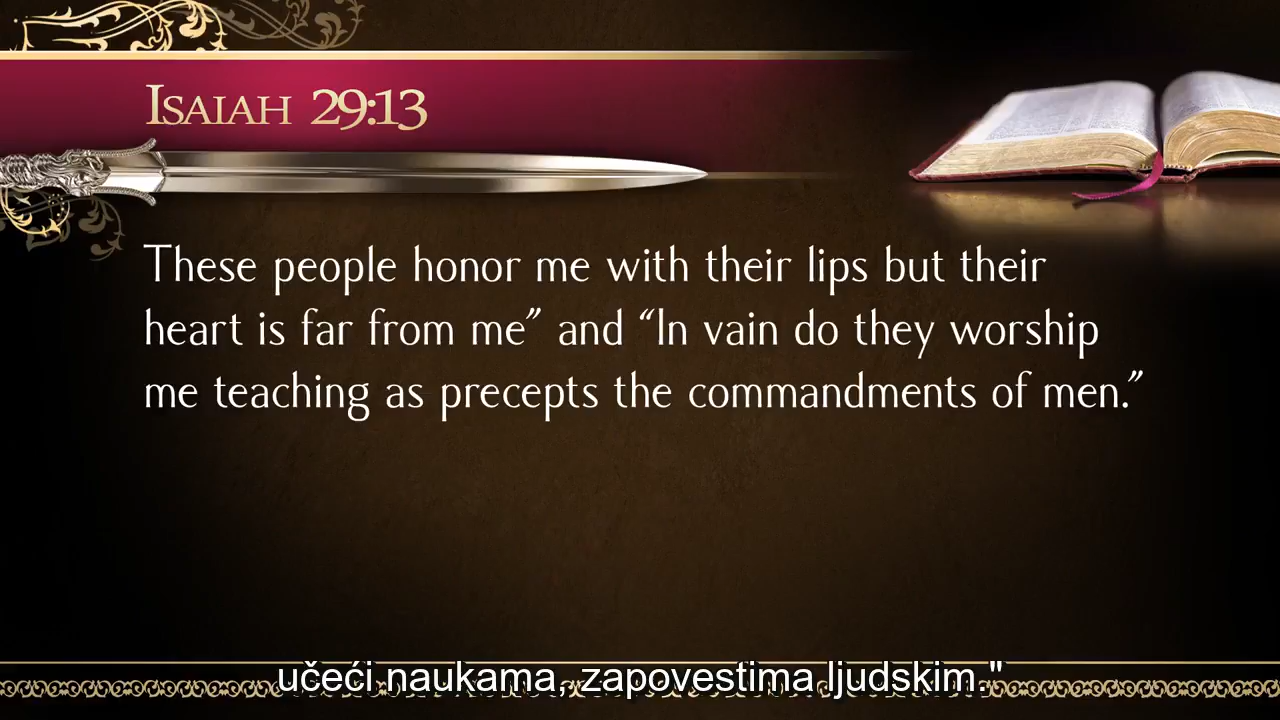 Isaiah 29:13
These people honor me with their lips but their
heart is far from me” and “In vain do they worship
me teaching as precepts the commandments of men.”
učeći naukama, zapovestima ljudskim."